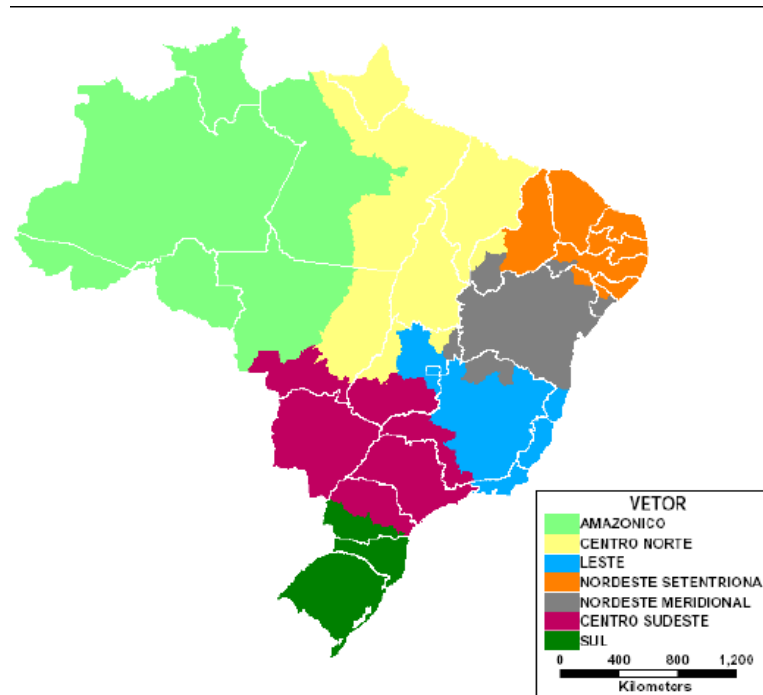 VETOR
AMAZONICO
CENTRO NORTE
LESTE
NORDESTE SETENTRIONA
NORDESTE MERIDIONAL
CENTRO SUDESTE
SUL
0 400 800 1,200
Kilometers